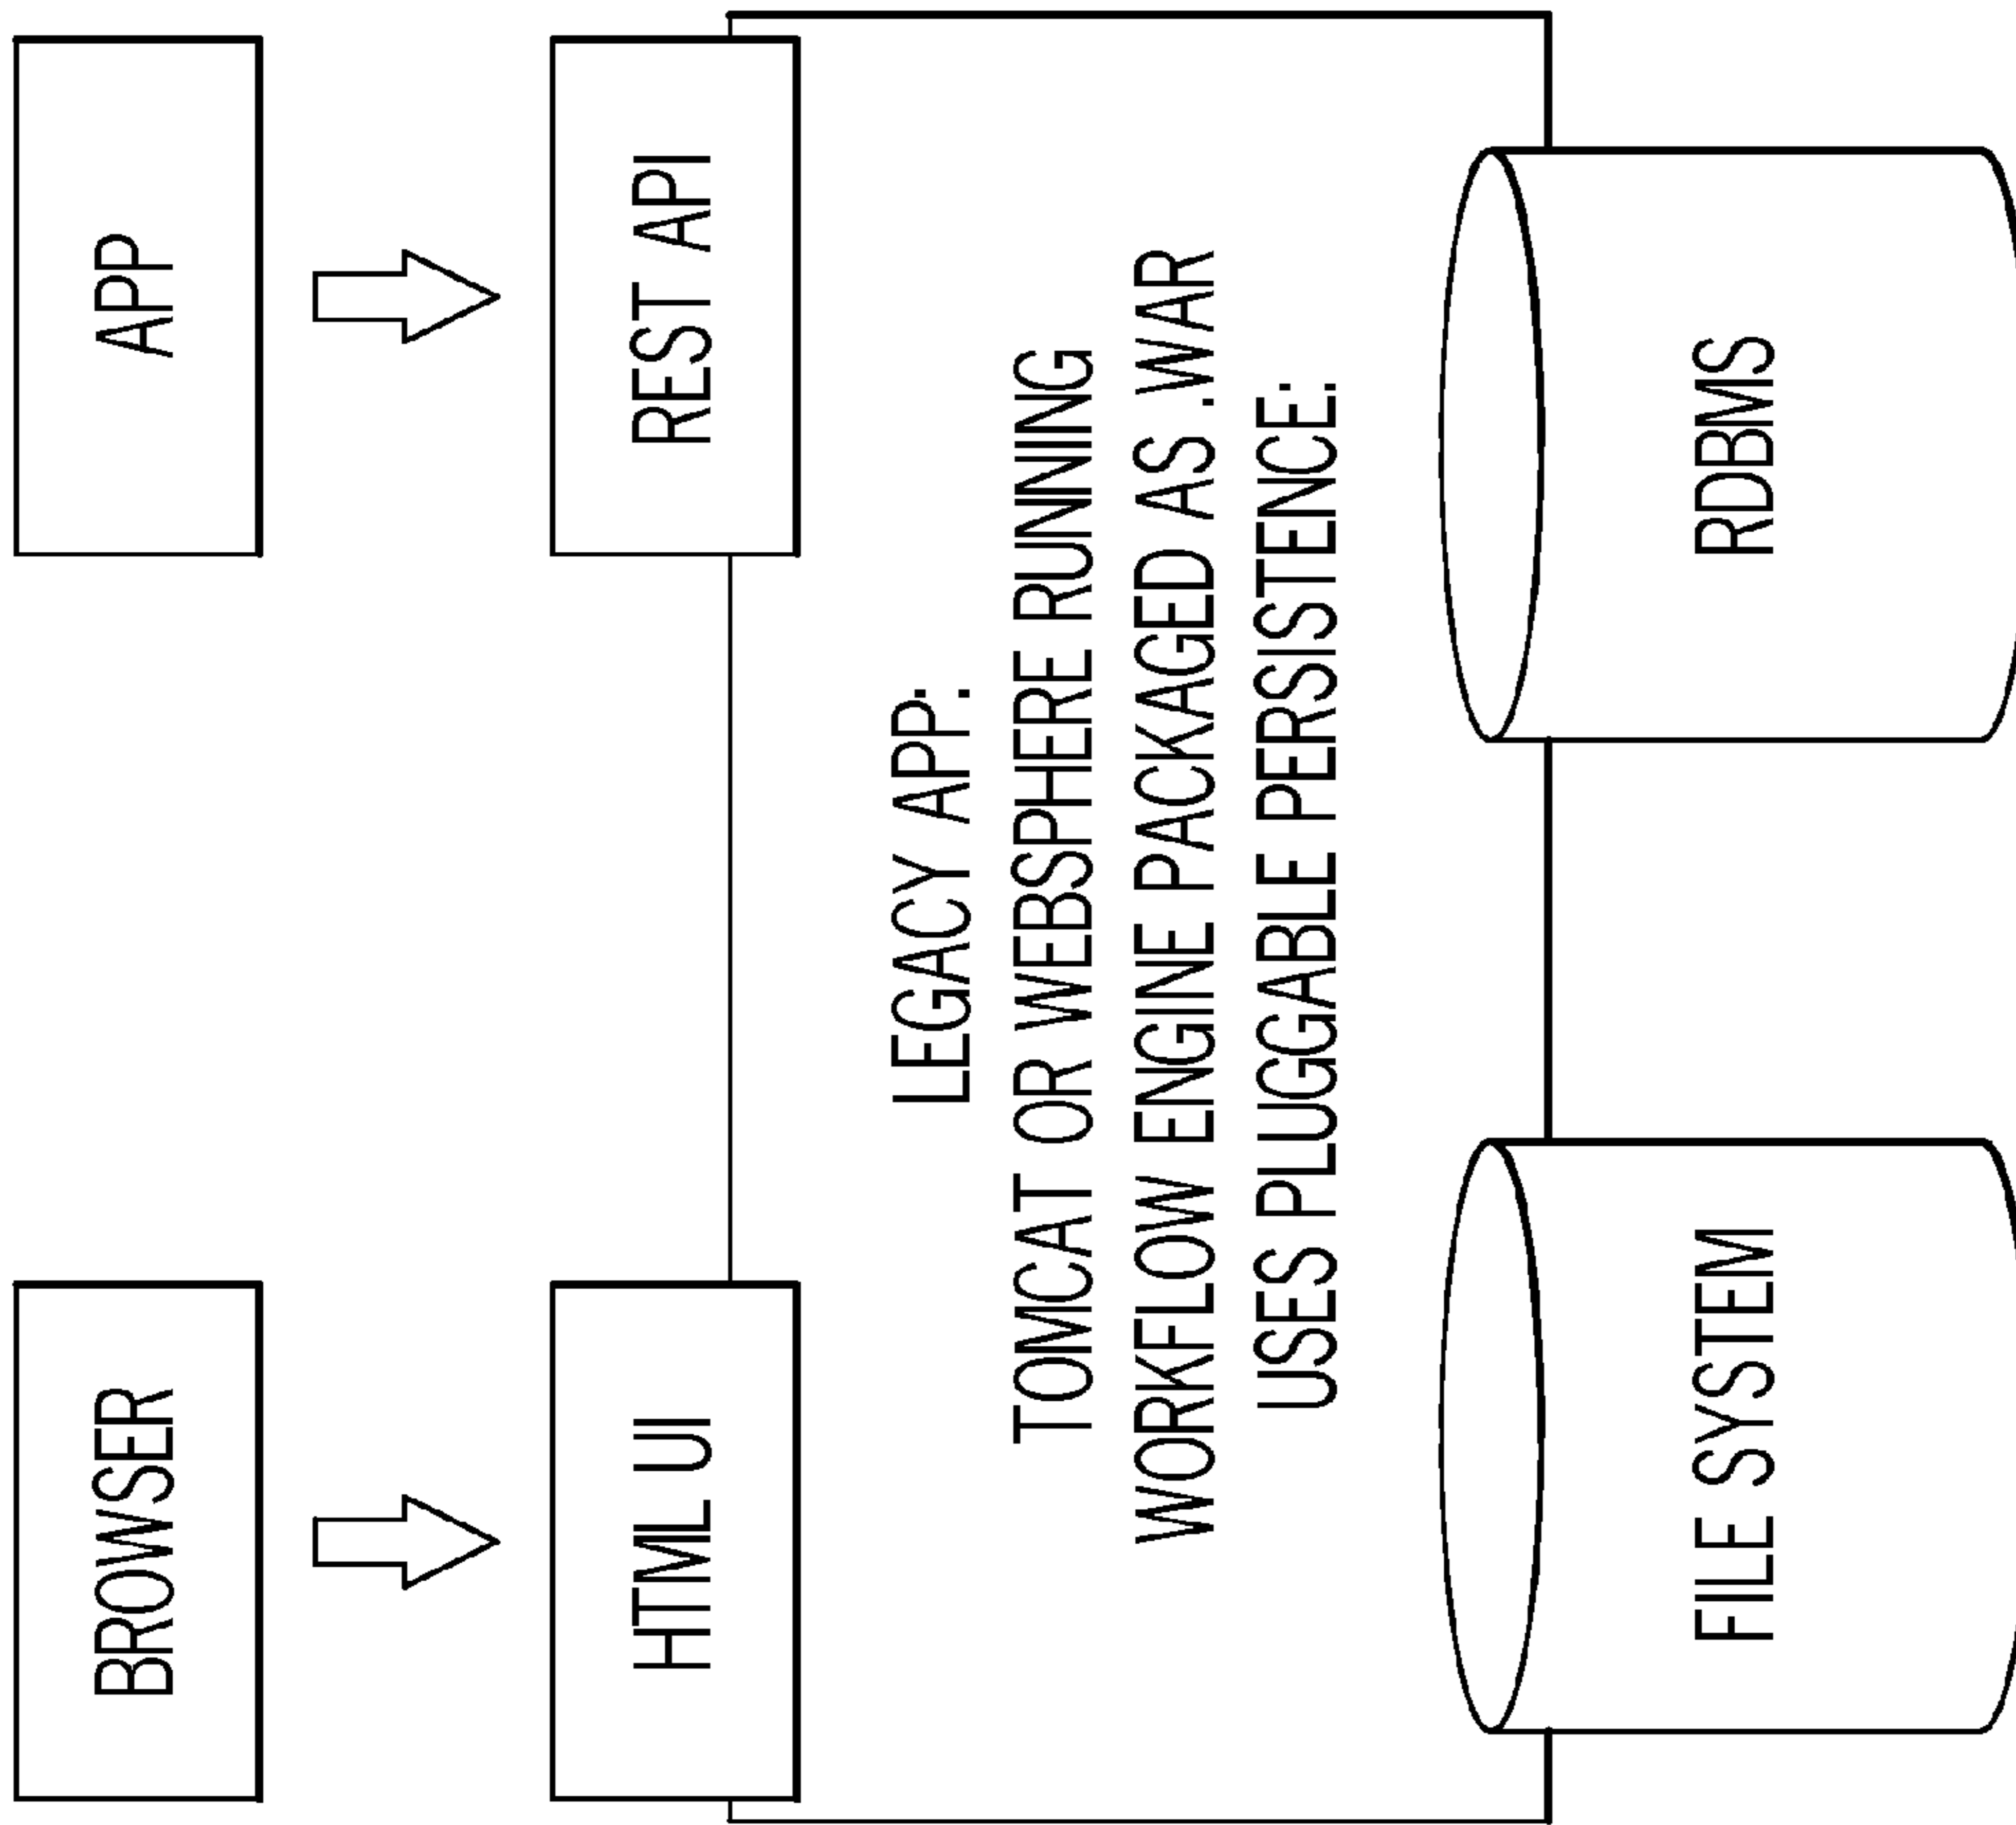 BROWSER
APP
HTML UI
REST API
LEGACY APP:
TOMCAT OR WEBSPHERE RUNNING
WORKFLOW ENGINE PACKAGED AS .WAR
USES PLUGGABLE PERSISTENCE:
FILE SYSTEM
RDBMS